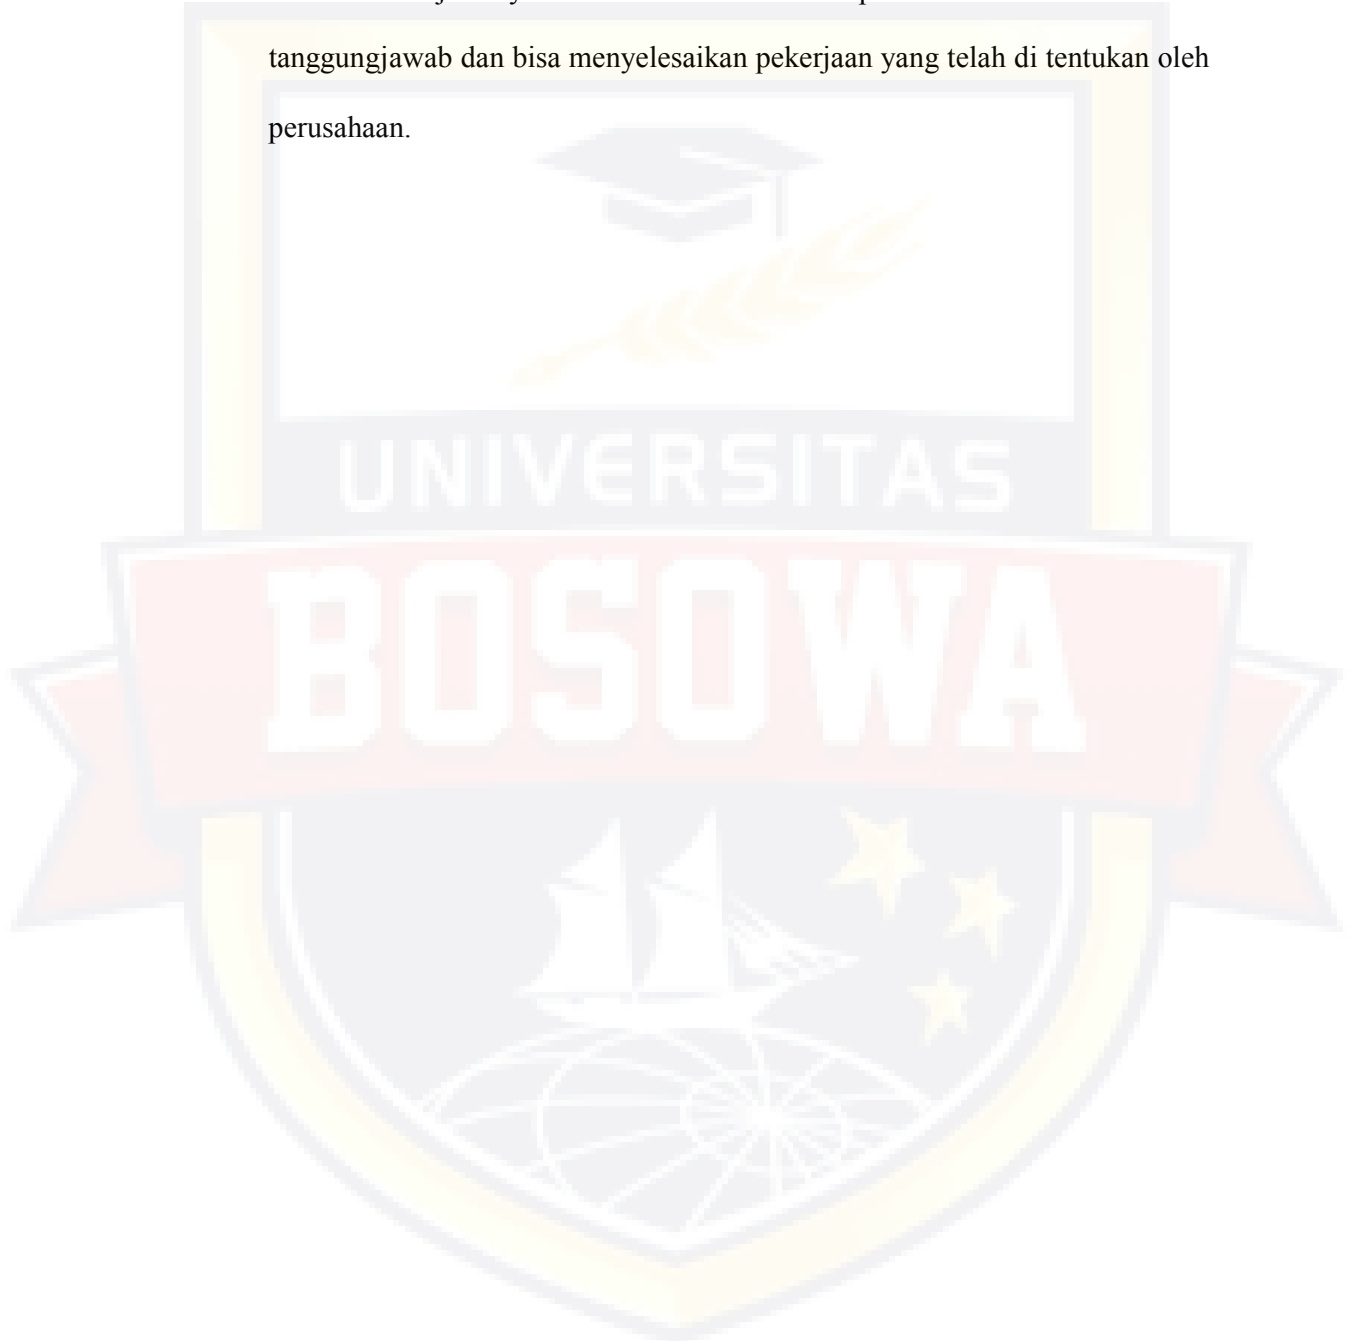 tanggungjawab dan bisa menyelesaikan pekerjaan yang telah di tentukan oleh
perusahaan.
UNIVERSITAS
BOSOWA